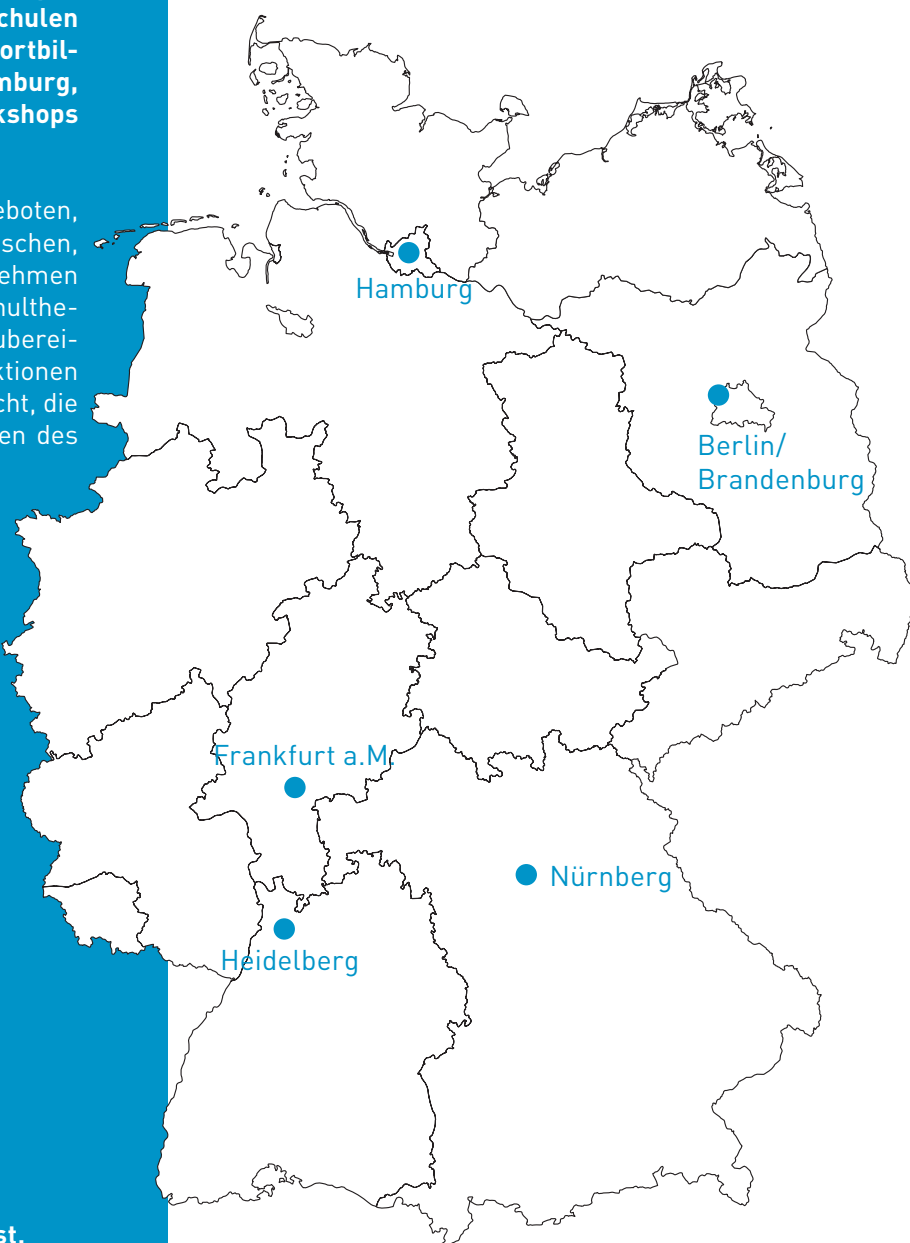 chulen
ortbil-
mburg,
kshops
eboten,
schen,
ehmen
hulthe-
uberei-
ktionen
cht, die
en des
st.
Hamburg
Berlin/
Brandenburg
Frankfurt a.M.
Nürnberg
Heidelberg